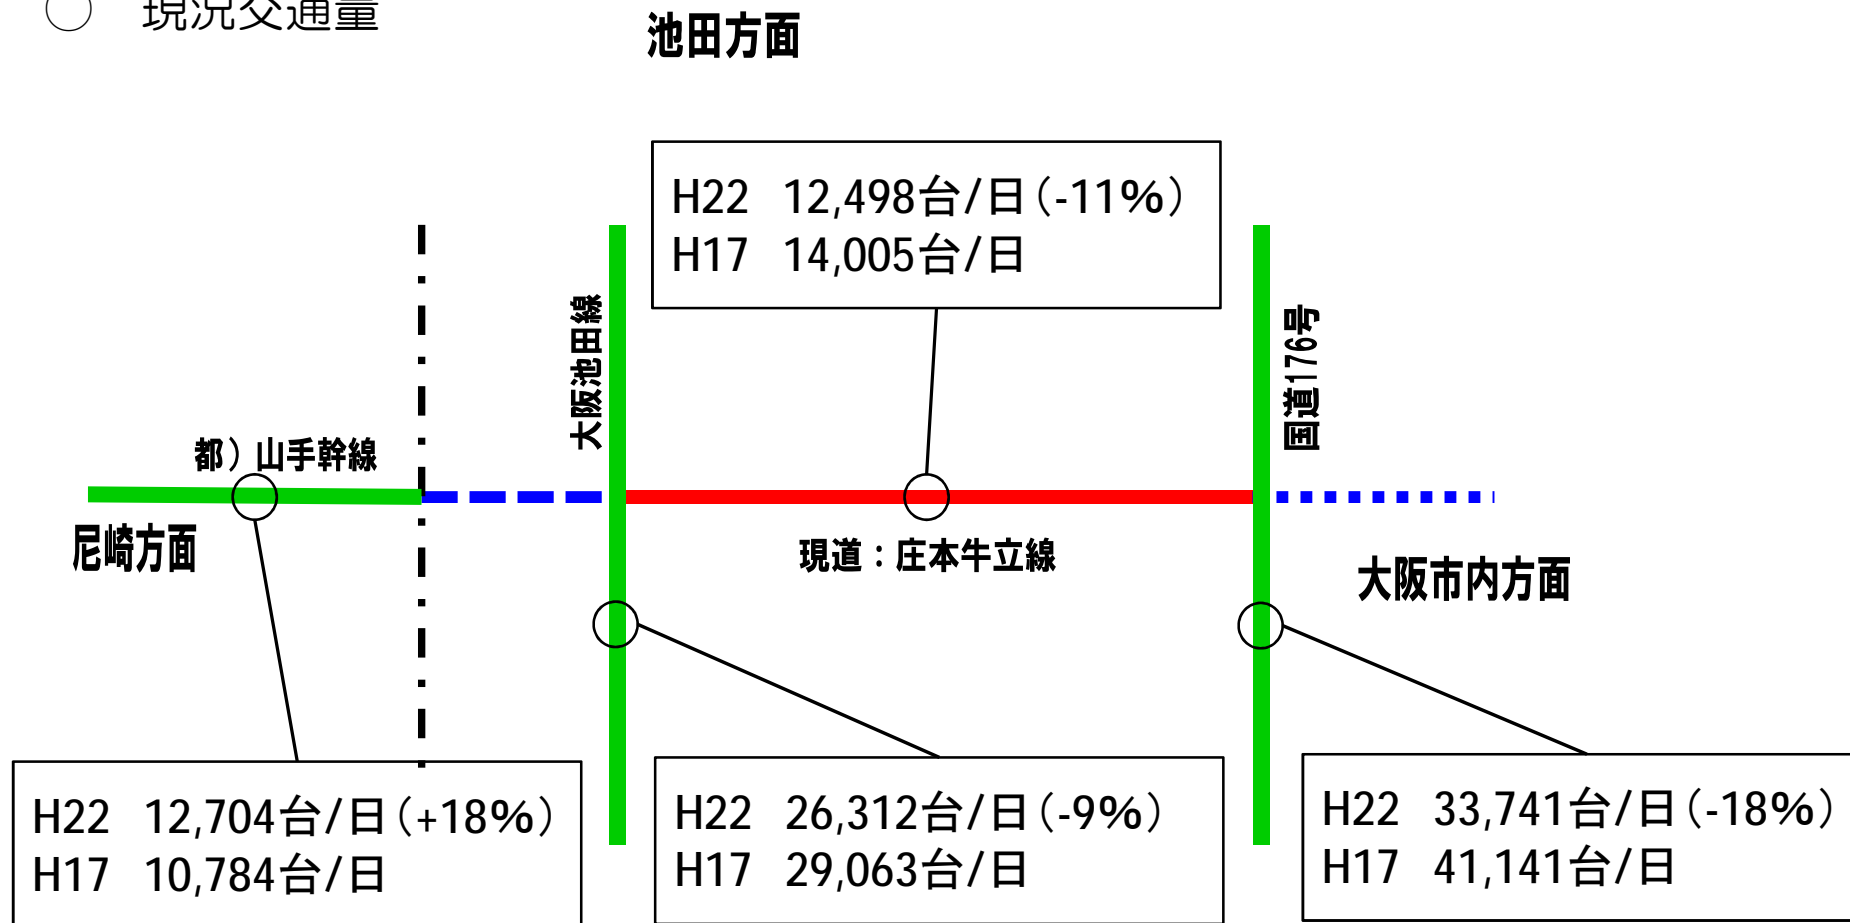 ○　現況交通量
池田方面
H22　12,498台/日（-11%）
H17　14,005台/日
大阪池田線
国道176号
都）山手幹線
尼崎方面
現道：庄本牛立線
大阪市内方面
H22　12,704台/日（+18%）
H17　10,784台/日
H22　26,312台/日（-9%）
H17　29,063台/日
H22　33,741台/日（-18%）
H17　41,141台/日